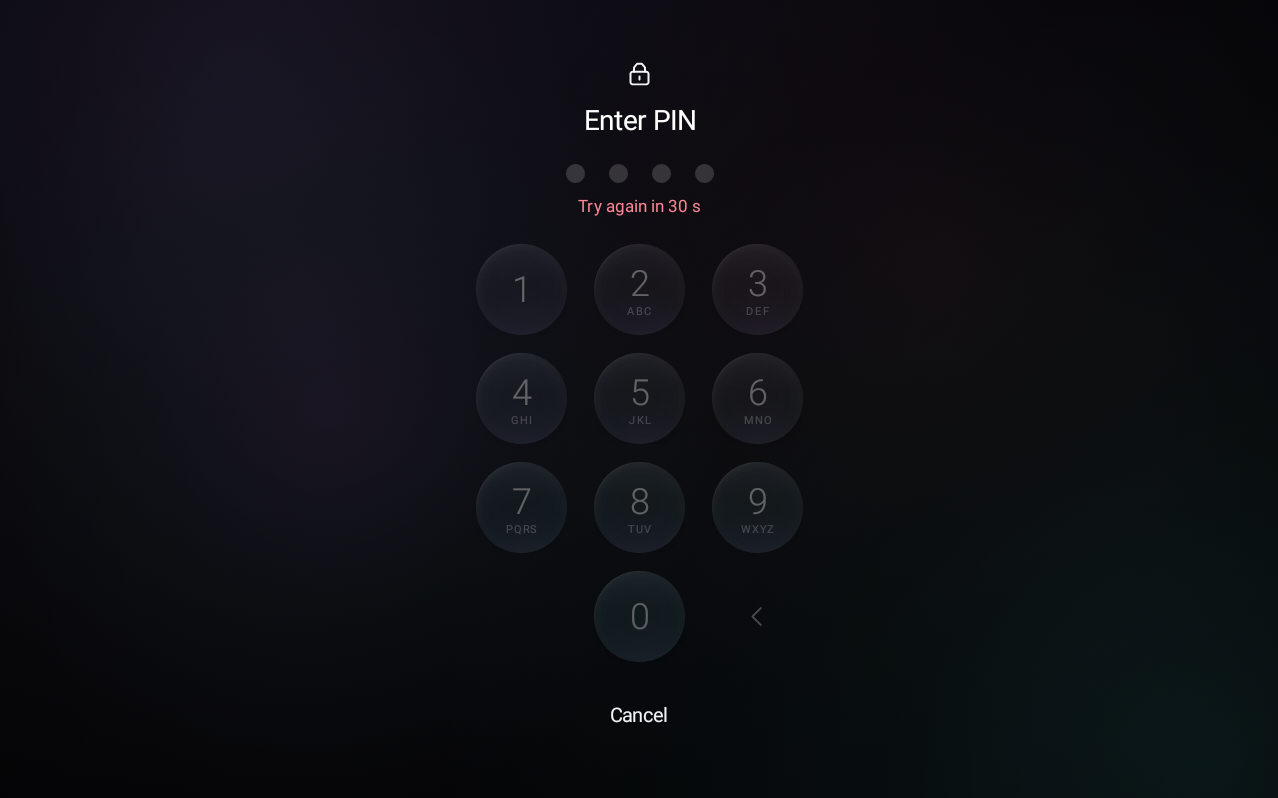 Enter PIN
Try again in 30 s
1
2
ABC
3
DEF
4
GHI
5
JKL
6
MNO
7
PQRS
8
TUV
9
WXYZ
0
Cancel